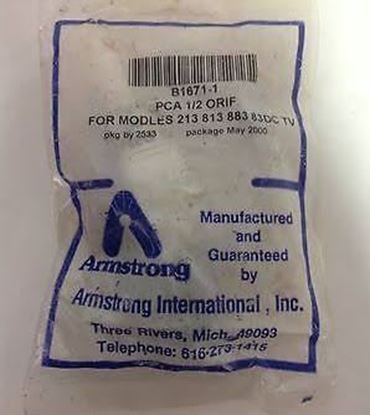 B1671-1
PCA 1/2 ORIF
FOR MODLES 213 813 883 83DC TV
pkg by 2533 package May 2000
Armstrong
Manufactured
and
Guaranteed
by
Armstrong International, Inc.
Three Rivers, Mich. 49093
Telephone: 616-273-1415